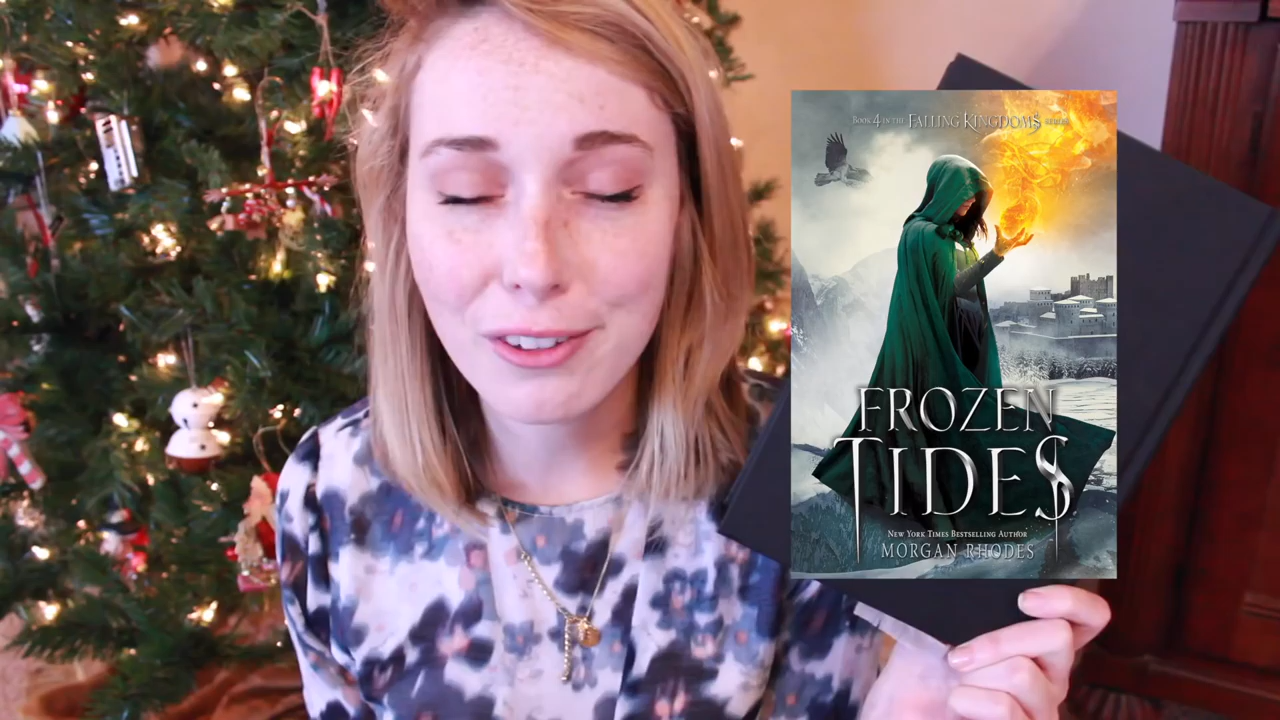 BOOK 4 IN THE FALLING KINGDOMS SERIES
FROZEN
TIDES
NEW YORK TIMES BESTSELLING AUTHOR
MORGAN RHODES